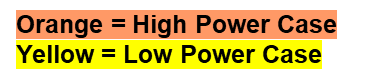 Orange = High Power Case
Yellow = Low Power Case